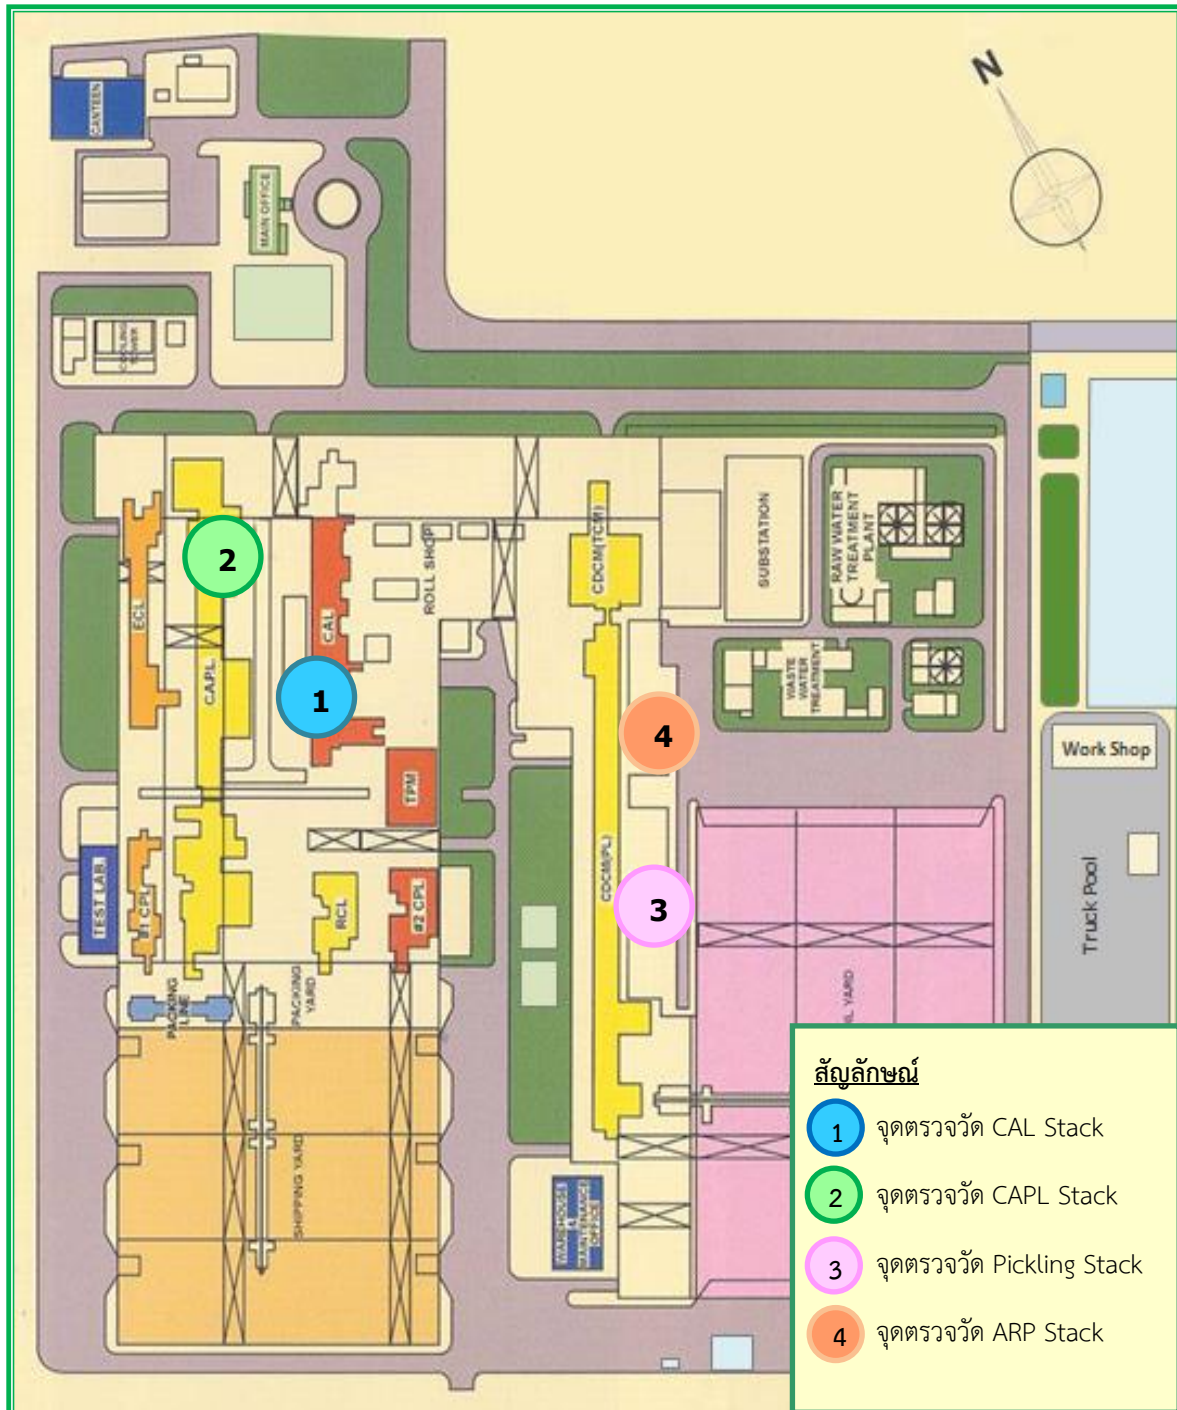 N
CANTEEN
MAIN OFFICE
COOLING
TOWER
ECL
2
C.A.P.L
CAL
1
ROLL SHOP
CDCM(TCM)
SUBSTATION
RAW WATER
TREATMENT
PLANT
WASTE
WATER
TREATMENT
4
Work Shop
TPM
TEST LAB.
#1 CPL
RCL
#2 CPL
CDCM(PL)
3
Truck Pool
PACKING
LINE
PACKING
YARD
SHIPPING YARD
WAREHOUSE
&
MAINTENANCE
OFFICE
YARD
สัญลักษณ์
1 จุดตรวจวัด CAL Stack
2 จุดตรวจวัด CAPL Stack
3 จุดตรวจวัด Pickling Stack
4 จุดตรวจวัด ARP Stack